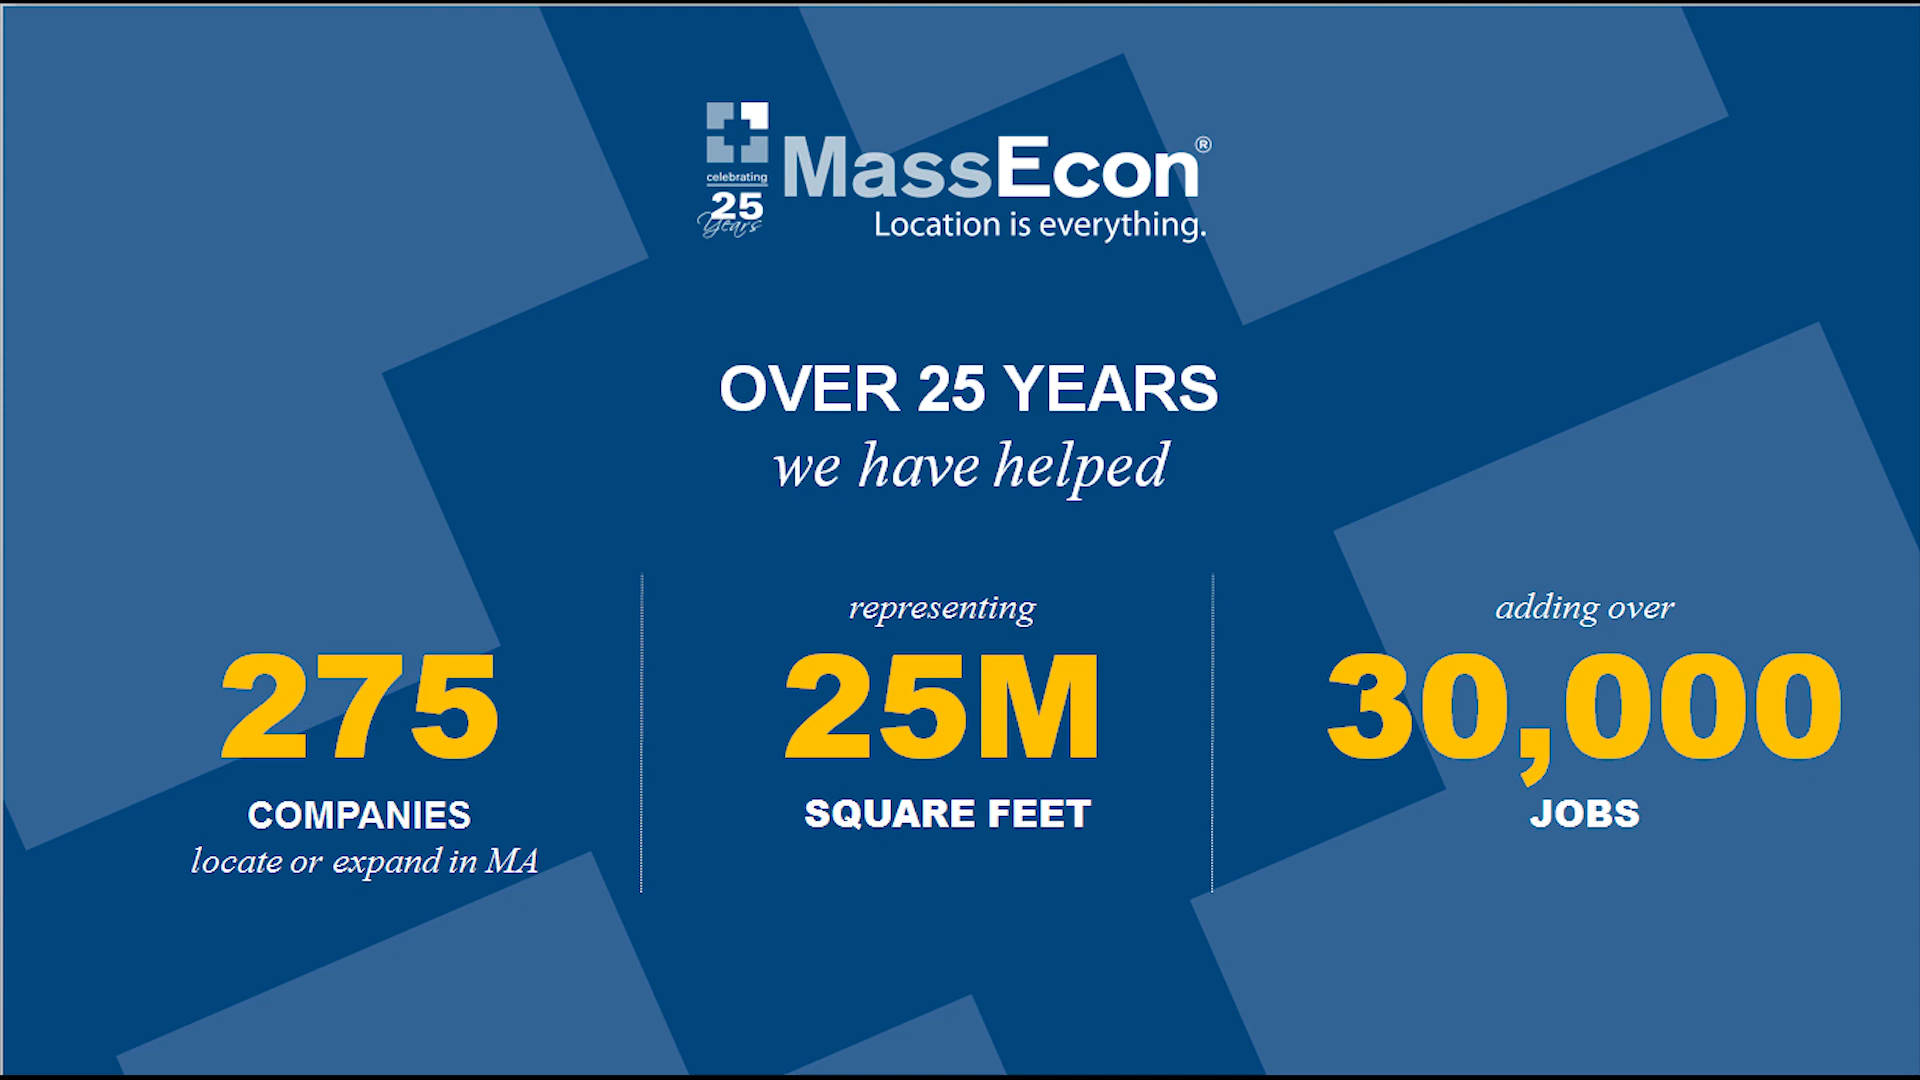 MassEcon®
celebrating
25
Years
Location is everything.
OVER 25 YEARS
we have helped
275
COMPANIES
locate or expand in MA
representing
25M
SQUARE FEET
adding over
30,000
JOBS